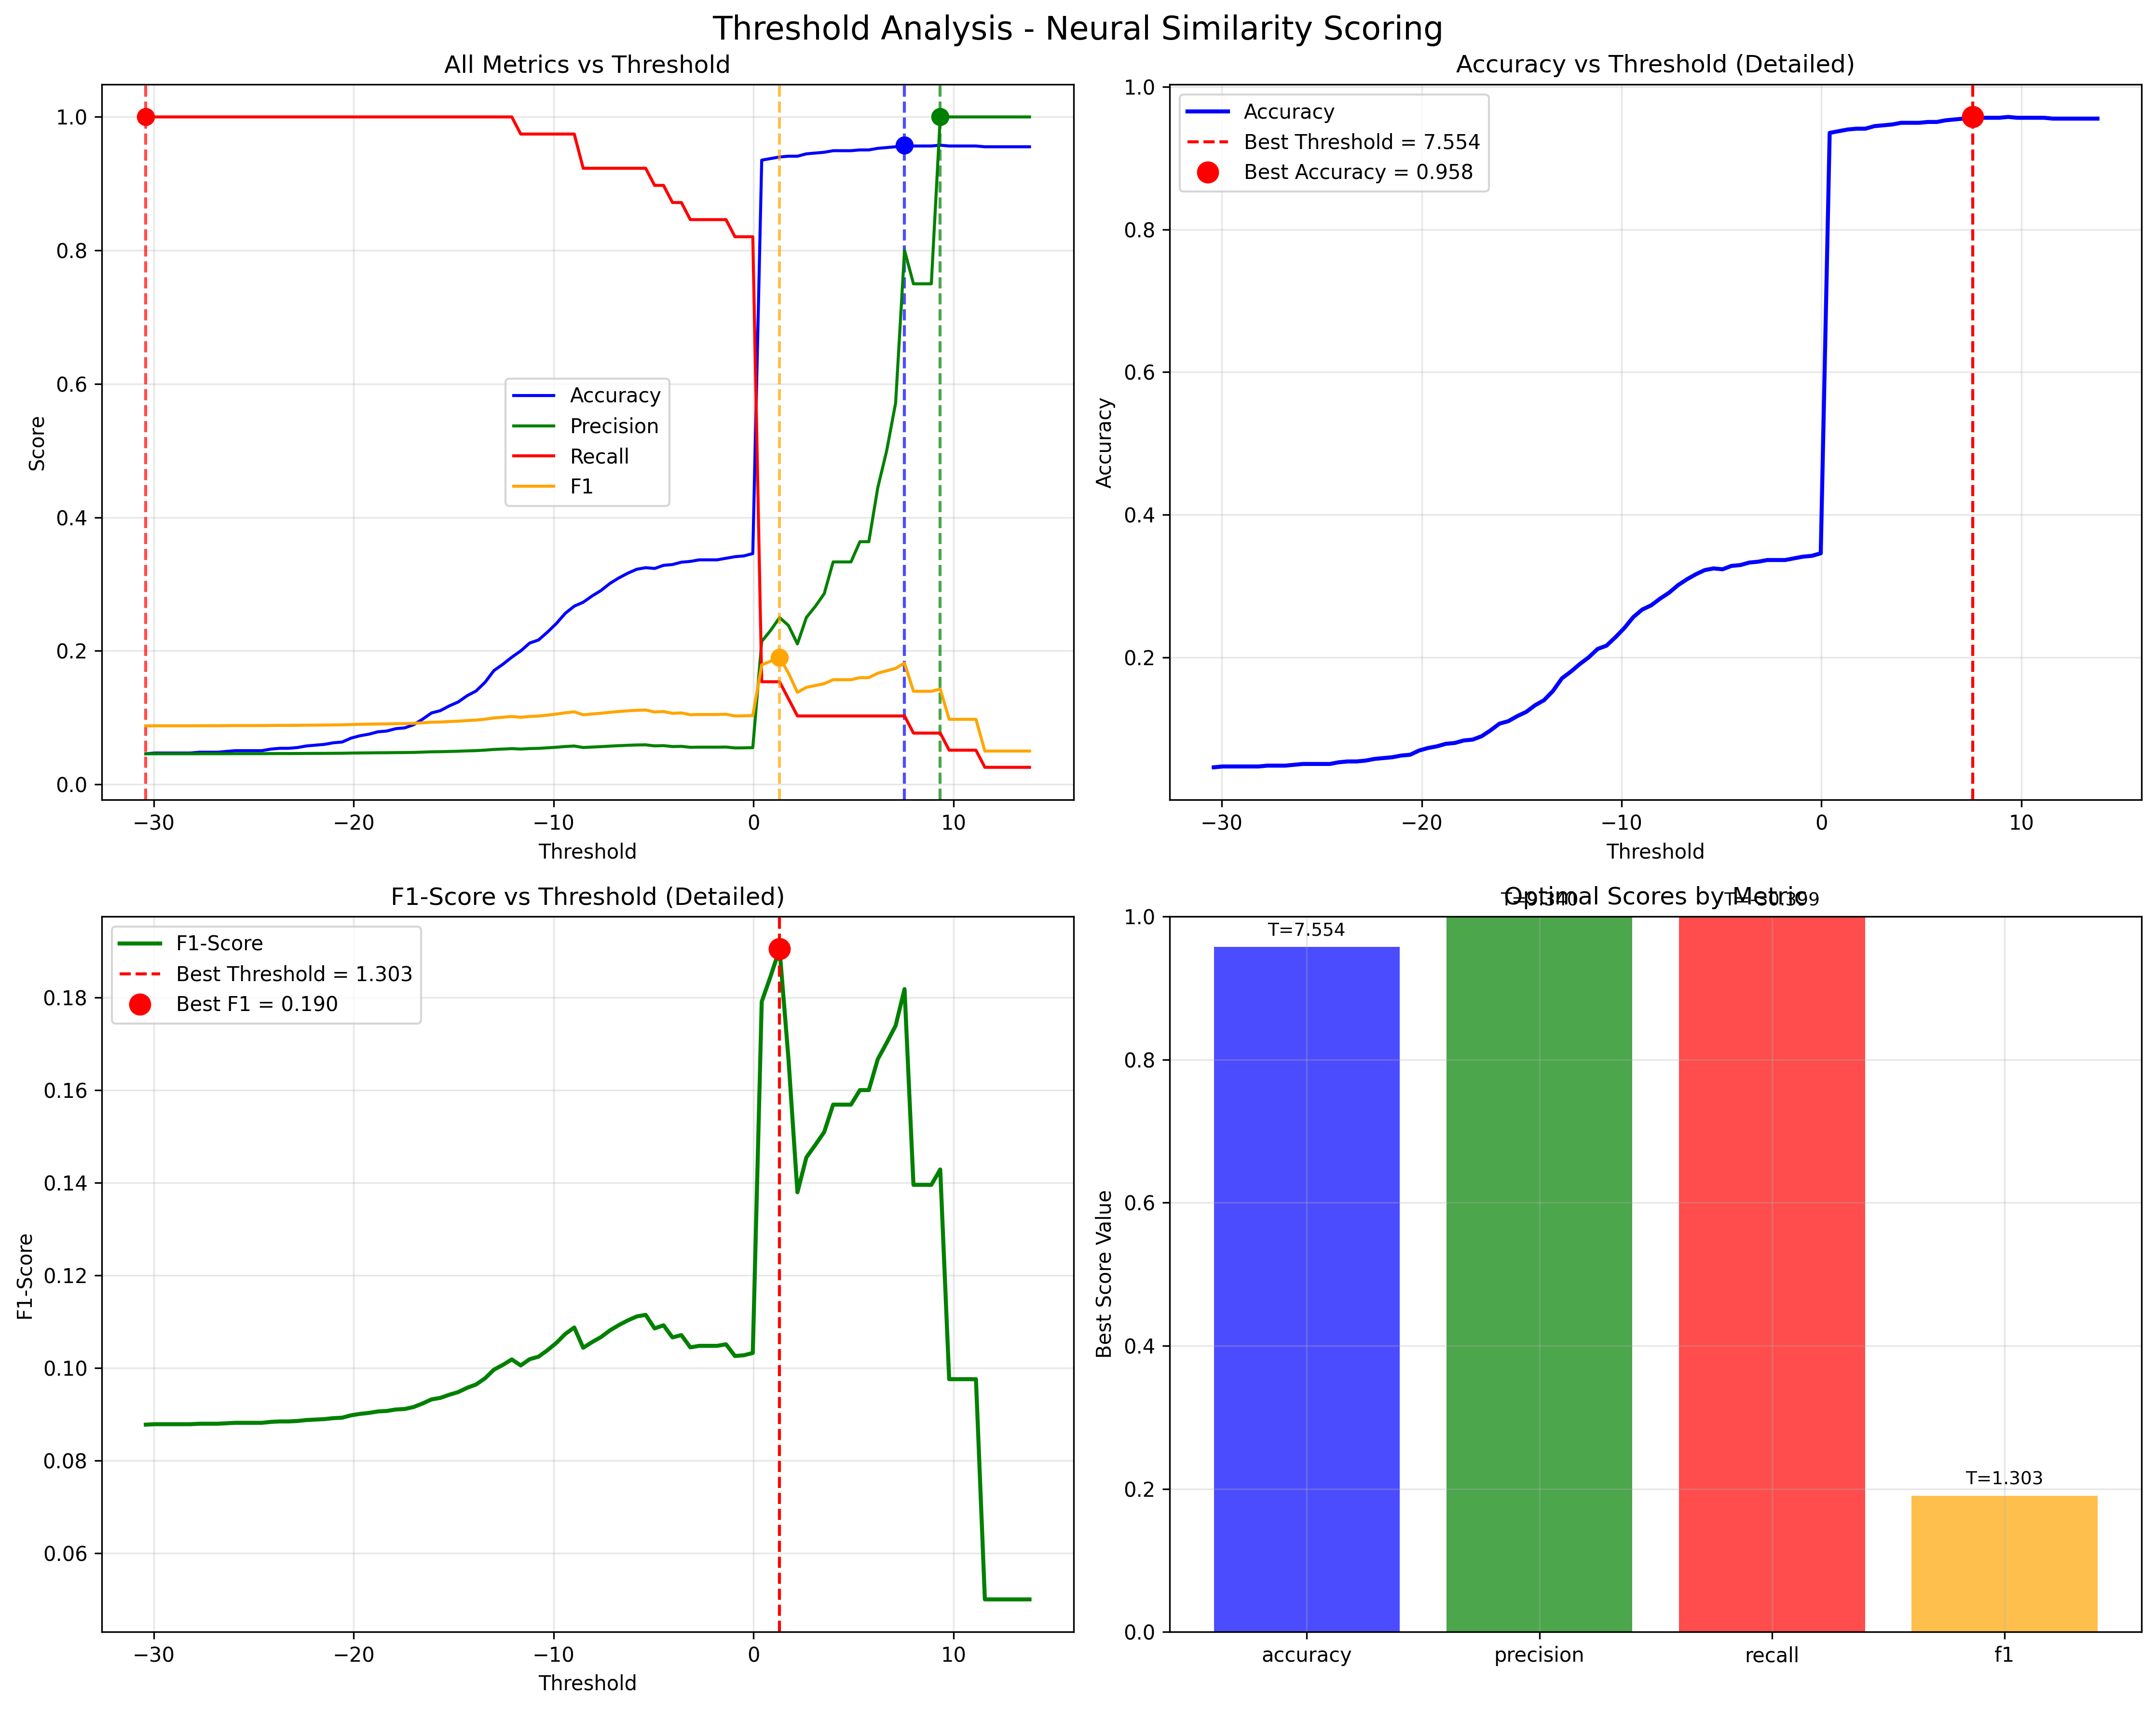 Threshold Analysis - Neural Similarity Scoring
All Metrics vs Threshold
1.0
0.8
0.6
0.4
0.2
0.0
Score
Accuracy
Precision
Recall
F1
−30
−20
−10
0
10
Threshold
Accuracy vs Threshold (Detailed)
1.0
0.8
0.6
0.4
0.2
Accuracy
Accuracy
Best Threshold = 7.554
Best Accuracy = 0.958
−30
−20
−10
0
10
Threshold
F1-Score vs Threshold (Detailed)
0.18
0.16
0.14
0.12
0.10
0.08
0.06
F1-Score
F1-Score
Best Threshold = 1.303
Best F1 = 0.190
−30
−20
−10
0
10
Threshold
Optimal Scores by Metric
T=9.340
T=-30.399
T=7.554
T=1.303
1.0
0.8
0.6
0.4
0.2
0.0
Best Score Value
accuracy
precision
recall
f1